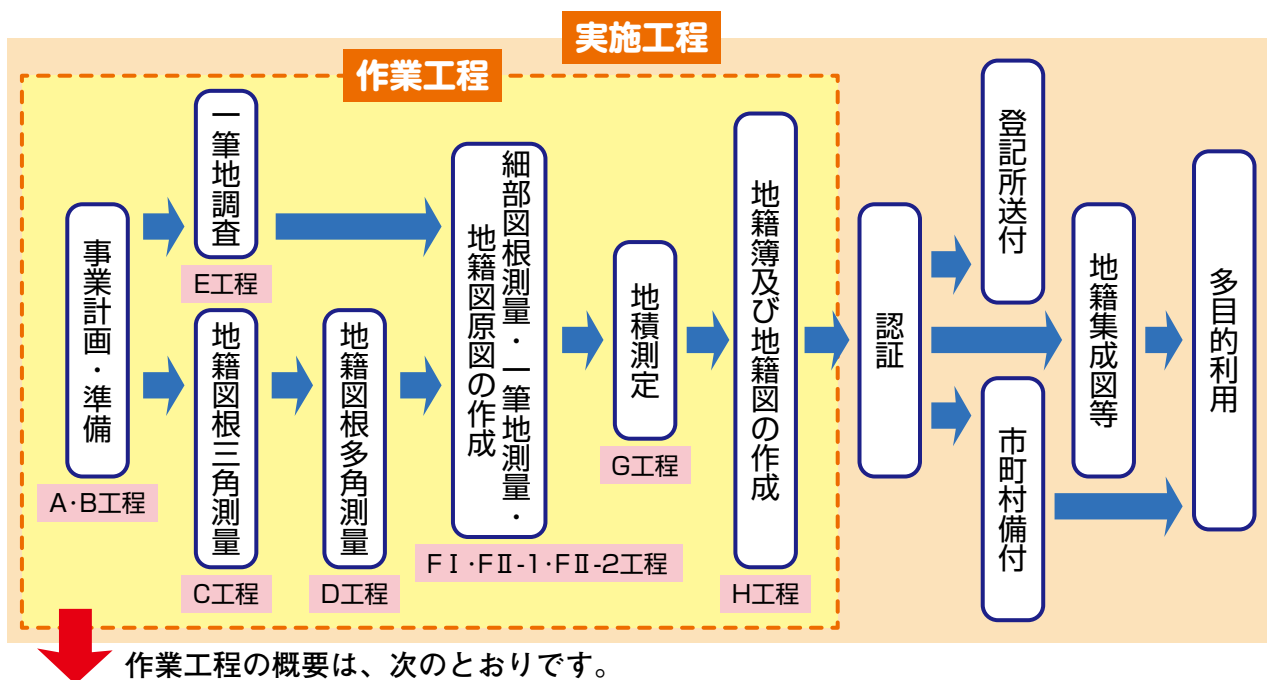 実施工程
作業工程
事業計画・準備
A・B工程
一筆地調査
E工程
地籍図根三角測量
C工程
地籍図根多角測量
D工程
細部図根測量・一筆地測量・
地籍図原図の作成
FⅠ・FⅡ-1・FⅡ-2工程
地積測定
G工程
地籍簿及び地籍図の作成
H工程
認証
登記所送付
市町村備付
地籍集成図等
多目的利用
作業工程の概要は、次のとおりです。